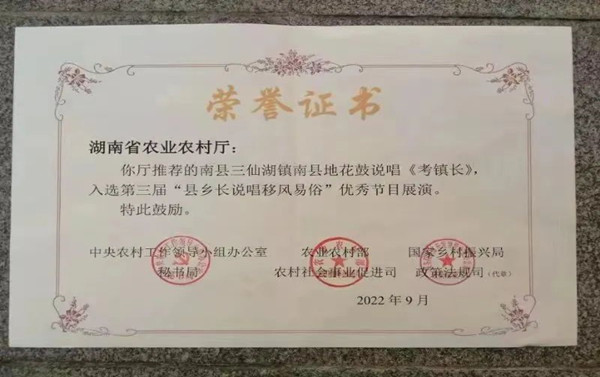 荣誉证书
湖南省农业农村厅：
你厅推荐的南县三仙湖镇南县地花鼓说唱《考镇长》，
入选第三届“县乡长说唱移风易俗”优秀节目展演。
特此鼓励。
中央农村工作领导小组办公室 农业农村部 国家乡村振兴局
秘书局 农村社会事业促进司 政策法规司（代章）
2022年9月